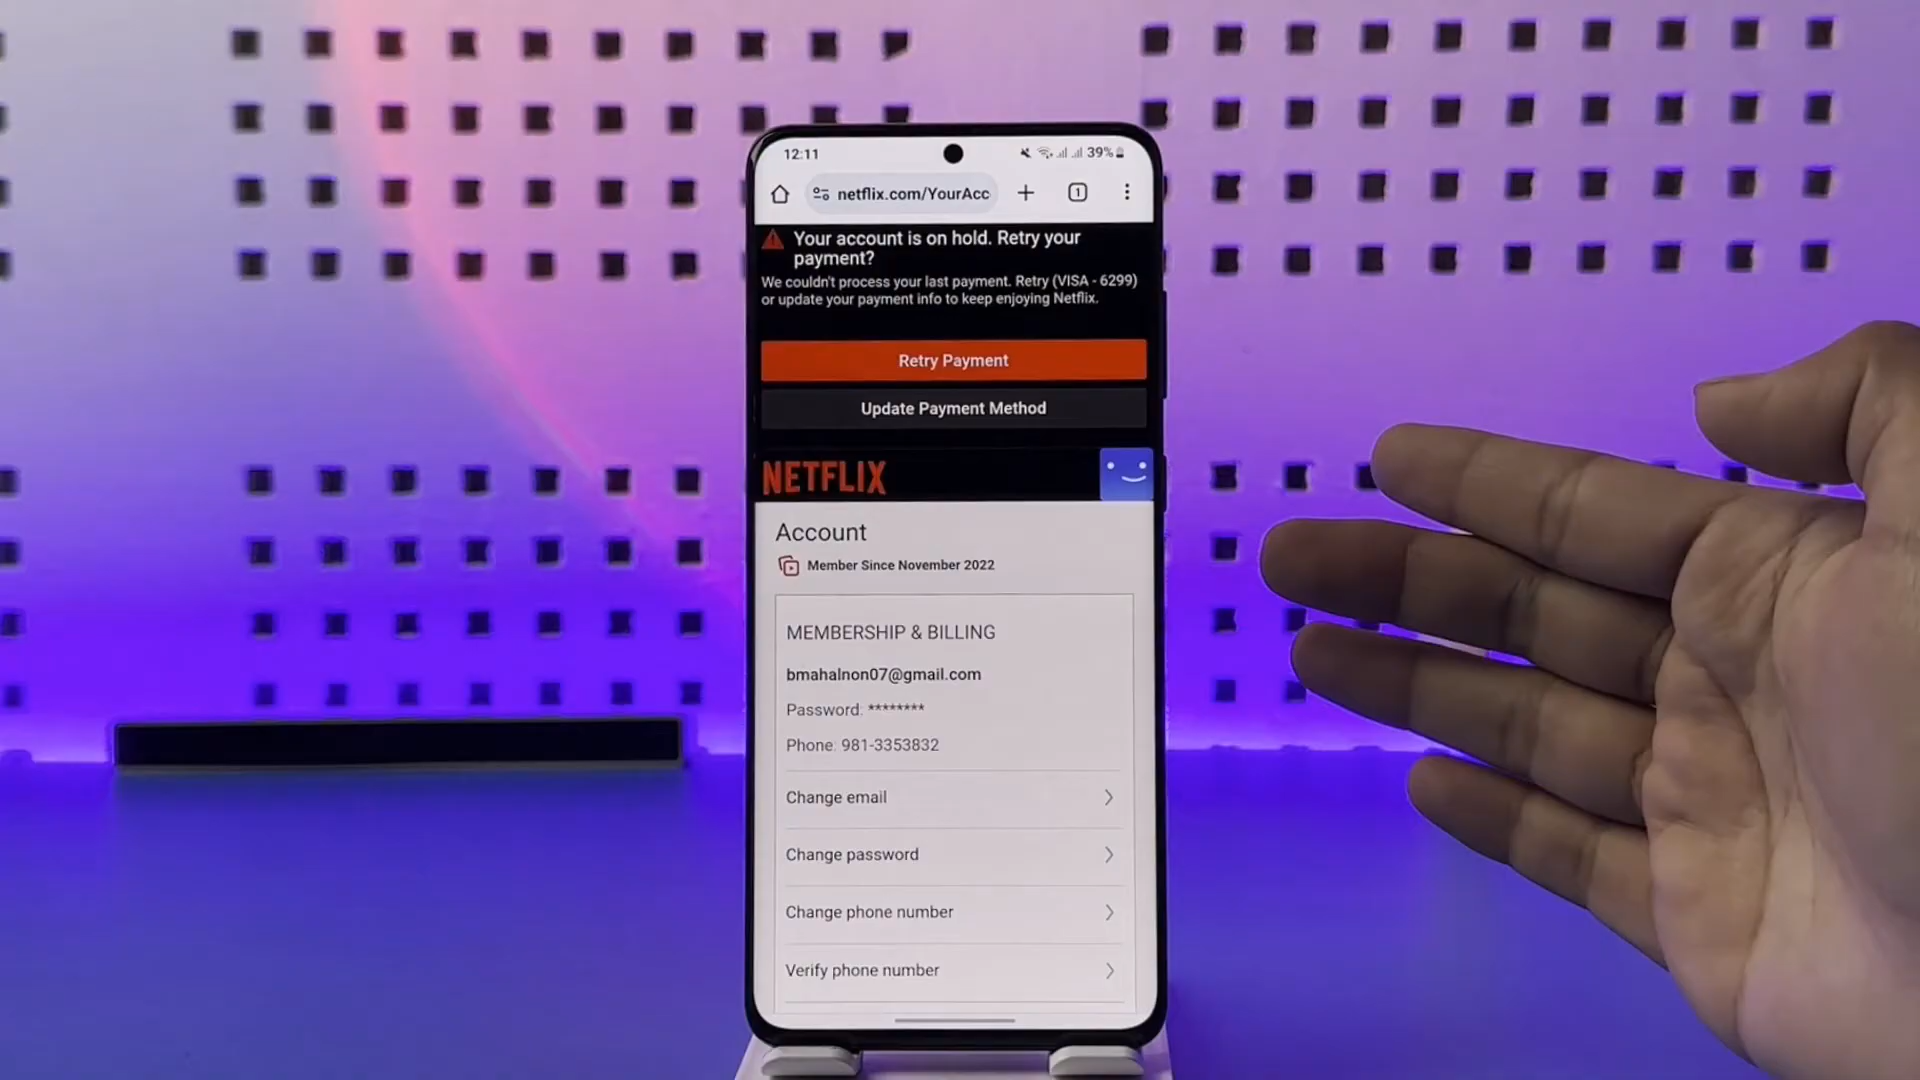 12:11
39%
netflix.com/YourAcc
1
Your account is on hold. Retry your
payment?
We couldn't process your last payment. Retry (VISA - 6299)
or update your payment info to keep enjoying Netflix.
Retry Payment
Update Payment Method
NETFLIX
Account
Member Since November 2022
MEMBERSHIP & BILLING
bmahalnon07@gmail.com
Password: ********
Phone: 981-3353832
Change email
Change password
Change phone number
Verify phone number